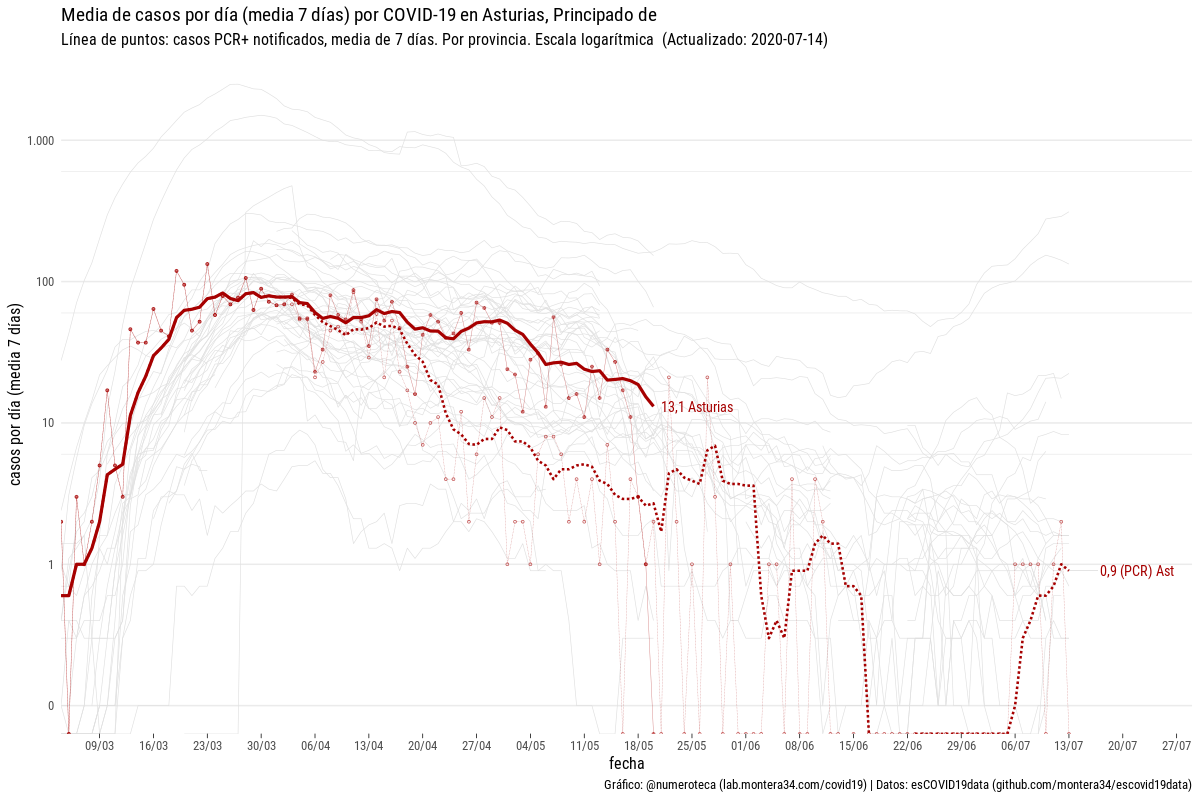 Media de casos por día (media 7 días) por COVID-19 en Asturias, Principado de
Línea de puntos: casos PCR+ notificados, media de 7 días. Por provincia. Escala logarítmica  (Actualizado: 2020-07-14)
casos por día (media 7 días)
1.000
100
10
1
0
13,1 Asturias
0,9 (PCR) Ast
09/03 16/03 23/03 30/03 06/04 13/04 20/04 27/04 04/05 11/05 18/05 25/05 01/06 08/06 15/06 22/06 29/06 06/07 13/07 20/07 27/07
fecha
Gráfico: @numeroteca (lab.montera34.com/covid19) | Datos: esCOVID19data (github.com/montera34/escovid19data)